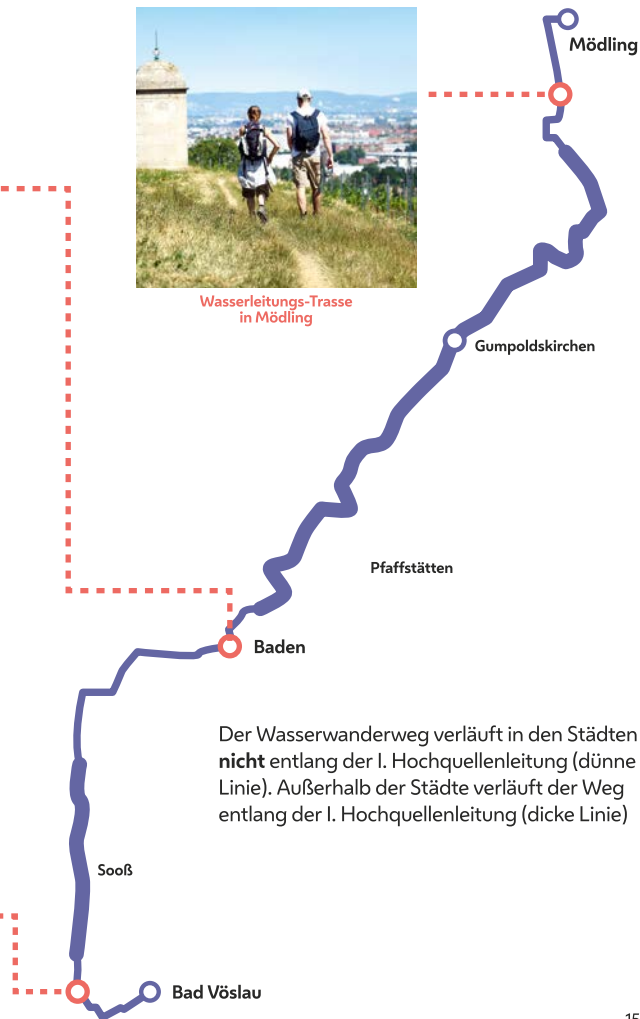 Mödling
Wasserleitungs-Trasse
in Mödling
Gumpoldskirchen
Pfaffstätten
Baden
Der Wasserwanderweg verläuft in den Städten
nicht entlang der I. Hochquellenleitung (dünne
Linie). Außerhalb der Städte verläuft der Weg
entlang der I. Hochquellenleitung (dicke Linie)
Sooß
Bad Vöslau
15